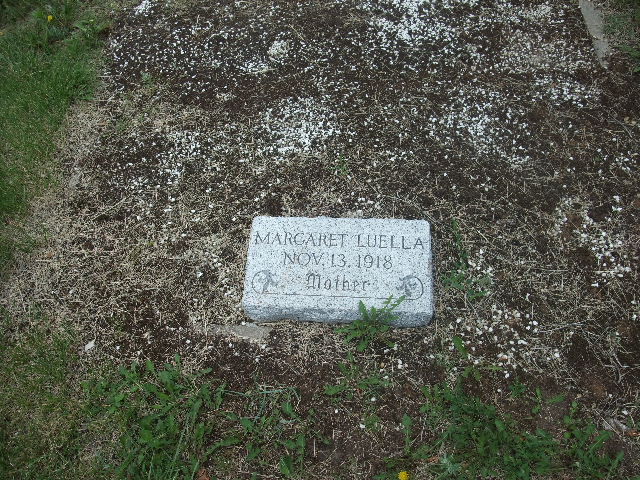 MARGARET LUELLA
NOV. 13, 1918
Mother